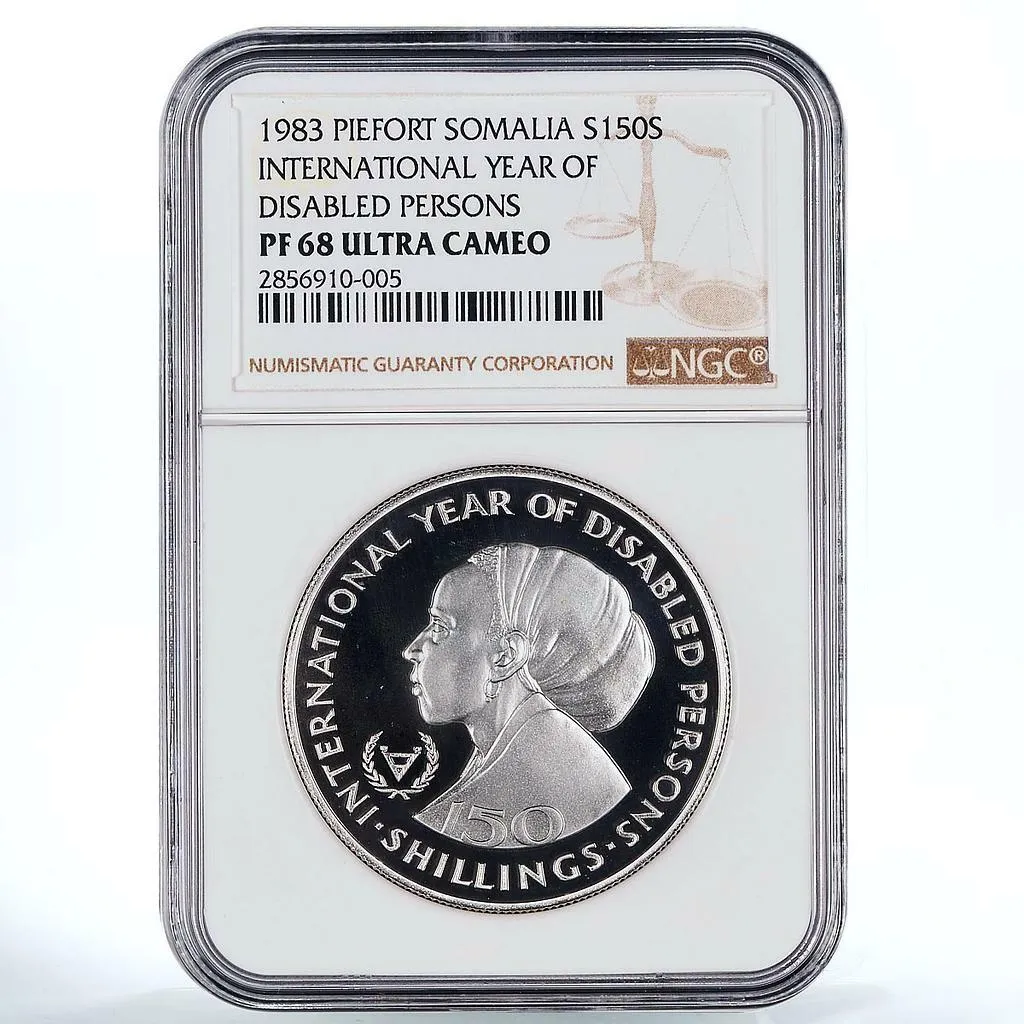 1983 PIEFORT SOMALIA S150S
INTERNATIONAL YEAR OF
DISABLED PERSONS
PF 68 ULTRA CAMEO
2856910-005
NUMISMATIC GUARANTY CORPORATION
NGC®
INTERNATIONAL YEAR OF DISABLED PERSONS
150
· SHILLINGS ·